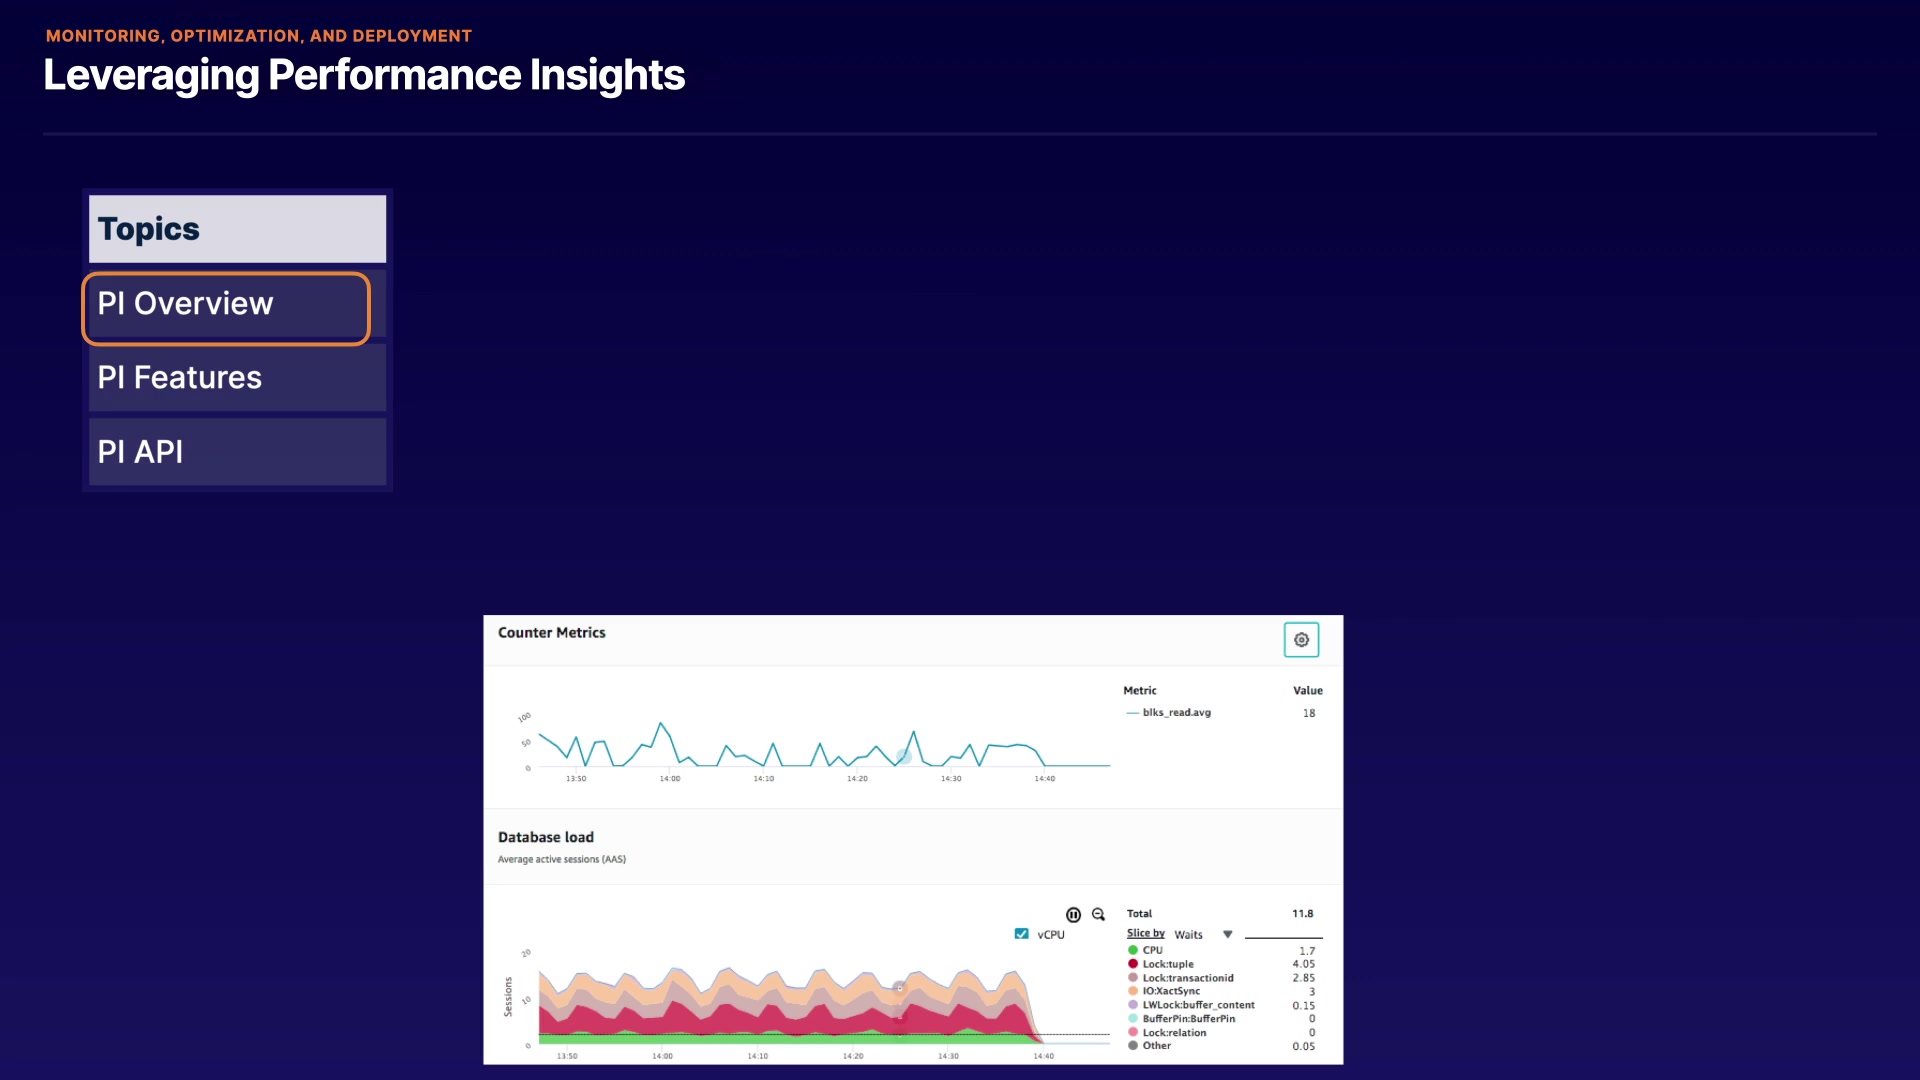 MONITORING, OPTIMIZATION, AND DEPLOYMENT
Leveraging Performance Insights
Topics
PI Overview
PI Features
PI API
Counter Metrics
Metric Value
blks_read.avg 18
100
50
0
13:50 14:00 14:10 14:20 14:30 14:40
Database load
Average active sessions (AAS)
vCPU
Total 11.8
Slice by Waits
CPU 1.7
Lock:tuple 4.05
Lock:transactionid 2.85
IO:XactSync 3
LWLock:buffer_content 0.15
BufferPin:BufferPin 0
Lock:relation 0
Other 0.05
Sessions
20
10
0
13:50 14:00 14:10 14:20 14:30 14:40